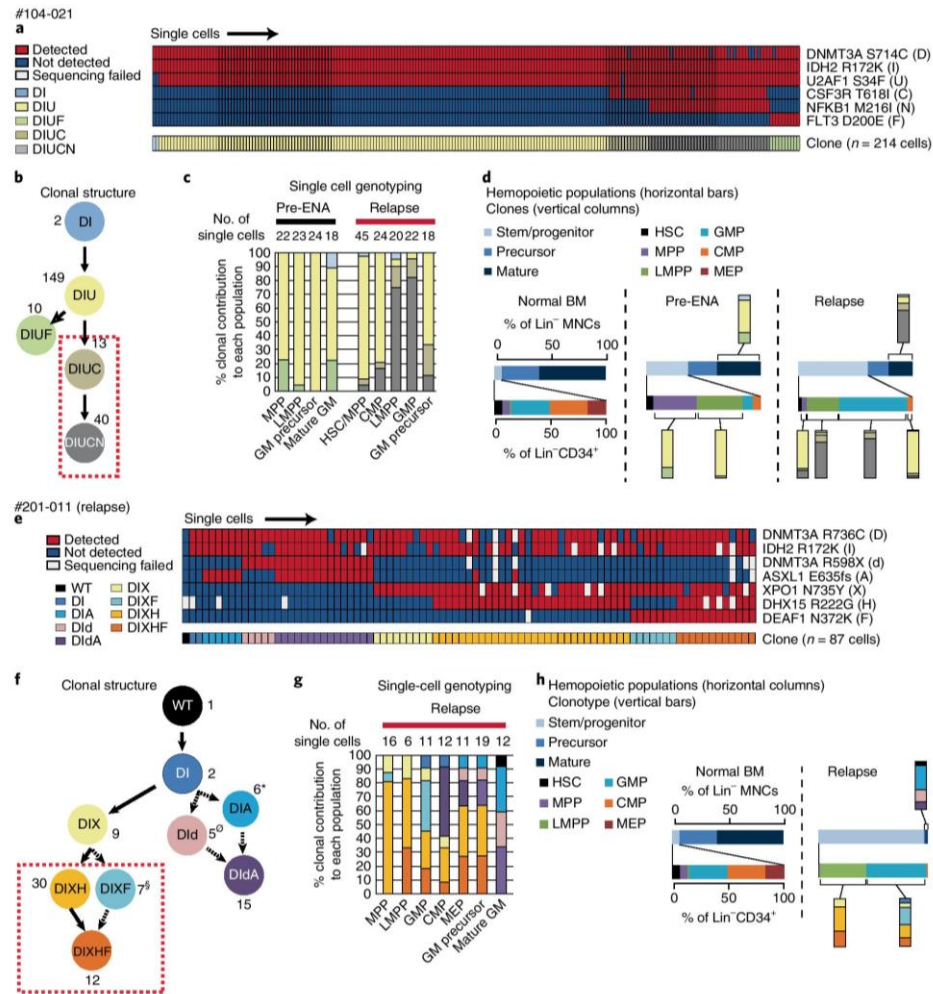 #104-021
a
Single cells
Detected
Not detected
Sequencing failed
DI
DIU
DIUF
DIUC
DIUCN
DNMT3A S714C (D)
IDH2 R172K (I)
U2AF1 S34F (U)
CSF3R T618I (C)
NFKB1 M216I (N)
FLT3 D200E (F)
Clone (n = 214 cells)
b
Clonal structure
2 DI
149 DIU
10 DIUF
13 DIUC
40 DIUCN
c
Single cell genotyping
Pre-ENA Relapse
No. of single cells
22 23 24 18 45 24 20 22 18
% clonal contribution
to each population
100
90
80
70
60
50
40
30
20
10
0
MPP
LMPP
GM precursor
Mature GM
HSC/MPP
CMP
LMPP
GMP
GM precursor
d
Hemopoietic populations (horizontal bars)
Clones (vertical columns)
Stem/progenitor
Precursor
Mature
HSC
MPP
LMPP
GMP
CMP
MEP
Normal BM
% of Lin⁻ MNCs
0 50 100
0 50 100
% of Lin⁻CD34⁺
Pre-ENA
Relapse
#201-011 (relapse)
e
Single cells
Detected
Not detected
Sequencing failed
WT
DI
DIA
DId
DIdA
DIX
DIXF
DIXH
DIXHF
DNMT3A R736C (D)
IDH2 R172K (I)
DNMT3A R598X (d)
ASXL1 E635fs (A)
XPO1 N735Y (X)
DHX15 R222G (H)
DEAF1 N372K (F)
Clone (n = 87 cells)
f
Clonal structure
WT 1
DI 2
DIX 9
DId 5Ø
DIA 6*
DIdA 15
30 DIXH
DIXF 7§
DIXHF
12
g
Single-cell genotyping
Relapse
No. of
single cells
16 6 11 12 11 19 12
% clonal contribution
to each population
100
90
80
70
60
50
40
30
20
10
0
MPP
LMPP
GMP
CMP
MEP
GM precursor
Mature GM
h
Hemopoietic populations (horizontal columns)
Clonotype (vertical bars)
Stem/progenitor
Precursor
Mature
HSC
MPP
LMPP
GMP
CMP
MEP
Normal BM
% of Lin⁻ MNCs
0 50 100
0 50 100
% of Lin⁻CD34⁺
Relapse